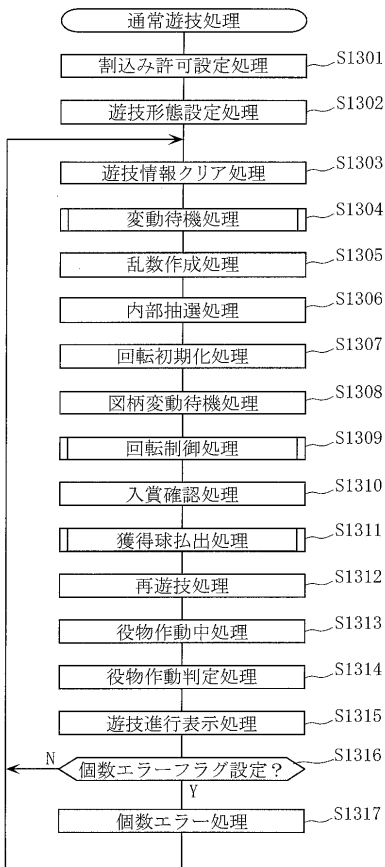 通常遊技処理
割込み許可設定処理 S1301
遊技形態設定処理 S1302
遊技情報クリア処理 S1303
変動待機処理 S1304
乱数作成処理 S1305
内部抽選処理 S1306
回転初期化処理 S1307
図柄変動待機処理 S1308
回転制御処理 S1309
入賞確認処理 S1310
獲得球払出処理 S1311
再遊技処理 S1312
役物作動中処理 S1313
役物作動判定処理 S1314
遊技進行表示処理 S1315
N 個数エラーフラグ設定? S1316
Y
個数エラー処理 S1317